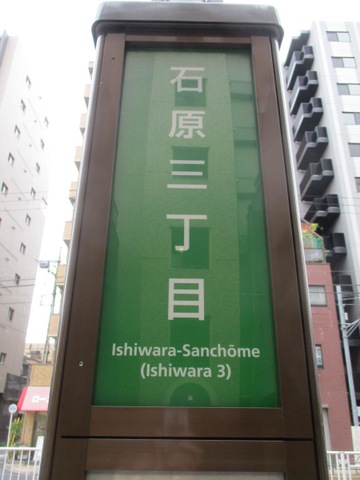 石原三丁目
Ishiwara-Sanchōme
(Ishiwara 3)